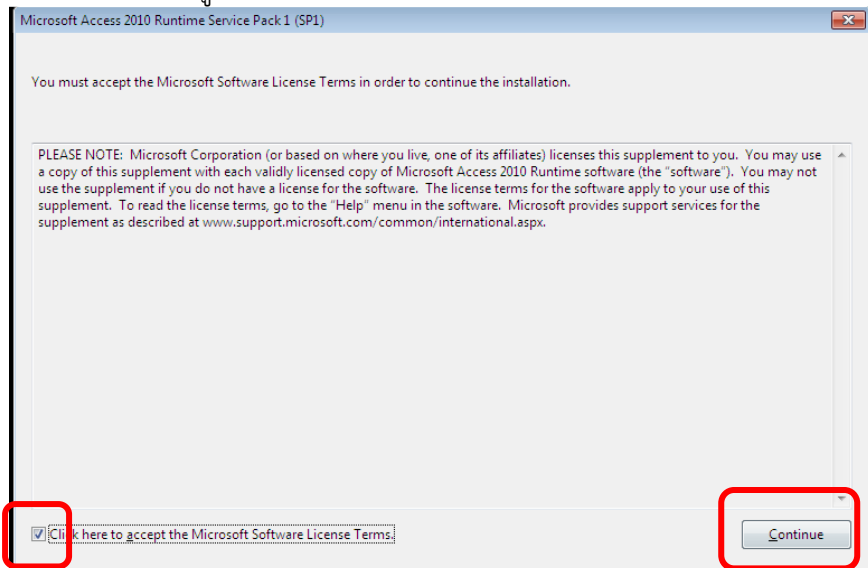 Microsoft Access 2010 Runtime Service Pack 1 (SP1)
You must accept the Microsoft Software License Terms in order to continue the installation.
PLEASE NOTE: Microsoft Corporation (or based on where you live, one of its affiliates) licenses this supplement to you. You may use
a copy of this supplement with each validly licensed copy of Microsoft Access 2010 Runtime software (the "software"). You may not
use the supplement if you do not have a license for the software. The license terms for the software apply to your use of this
supplement. To read the license terms, go to the "Help" menu in the software. Microsoft provides support services for the
supplement as described at www.support.microsoft.com/common/international.aspx.
Click here to accept the Microsoft Software License Terms.
Continue